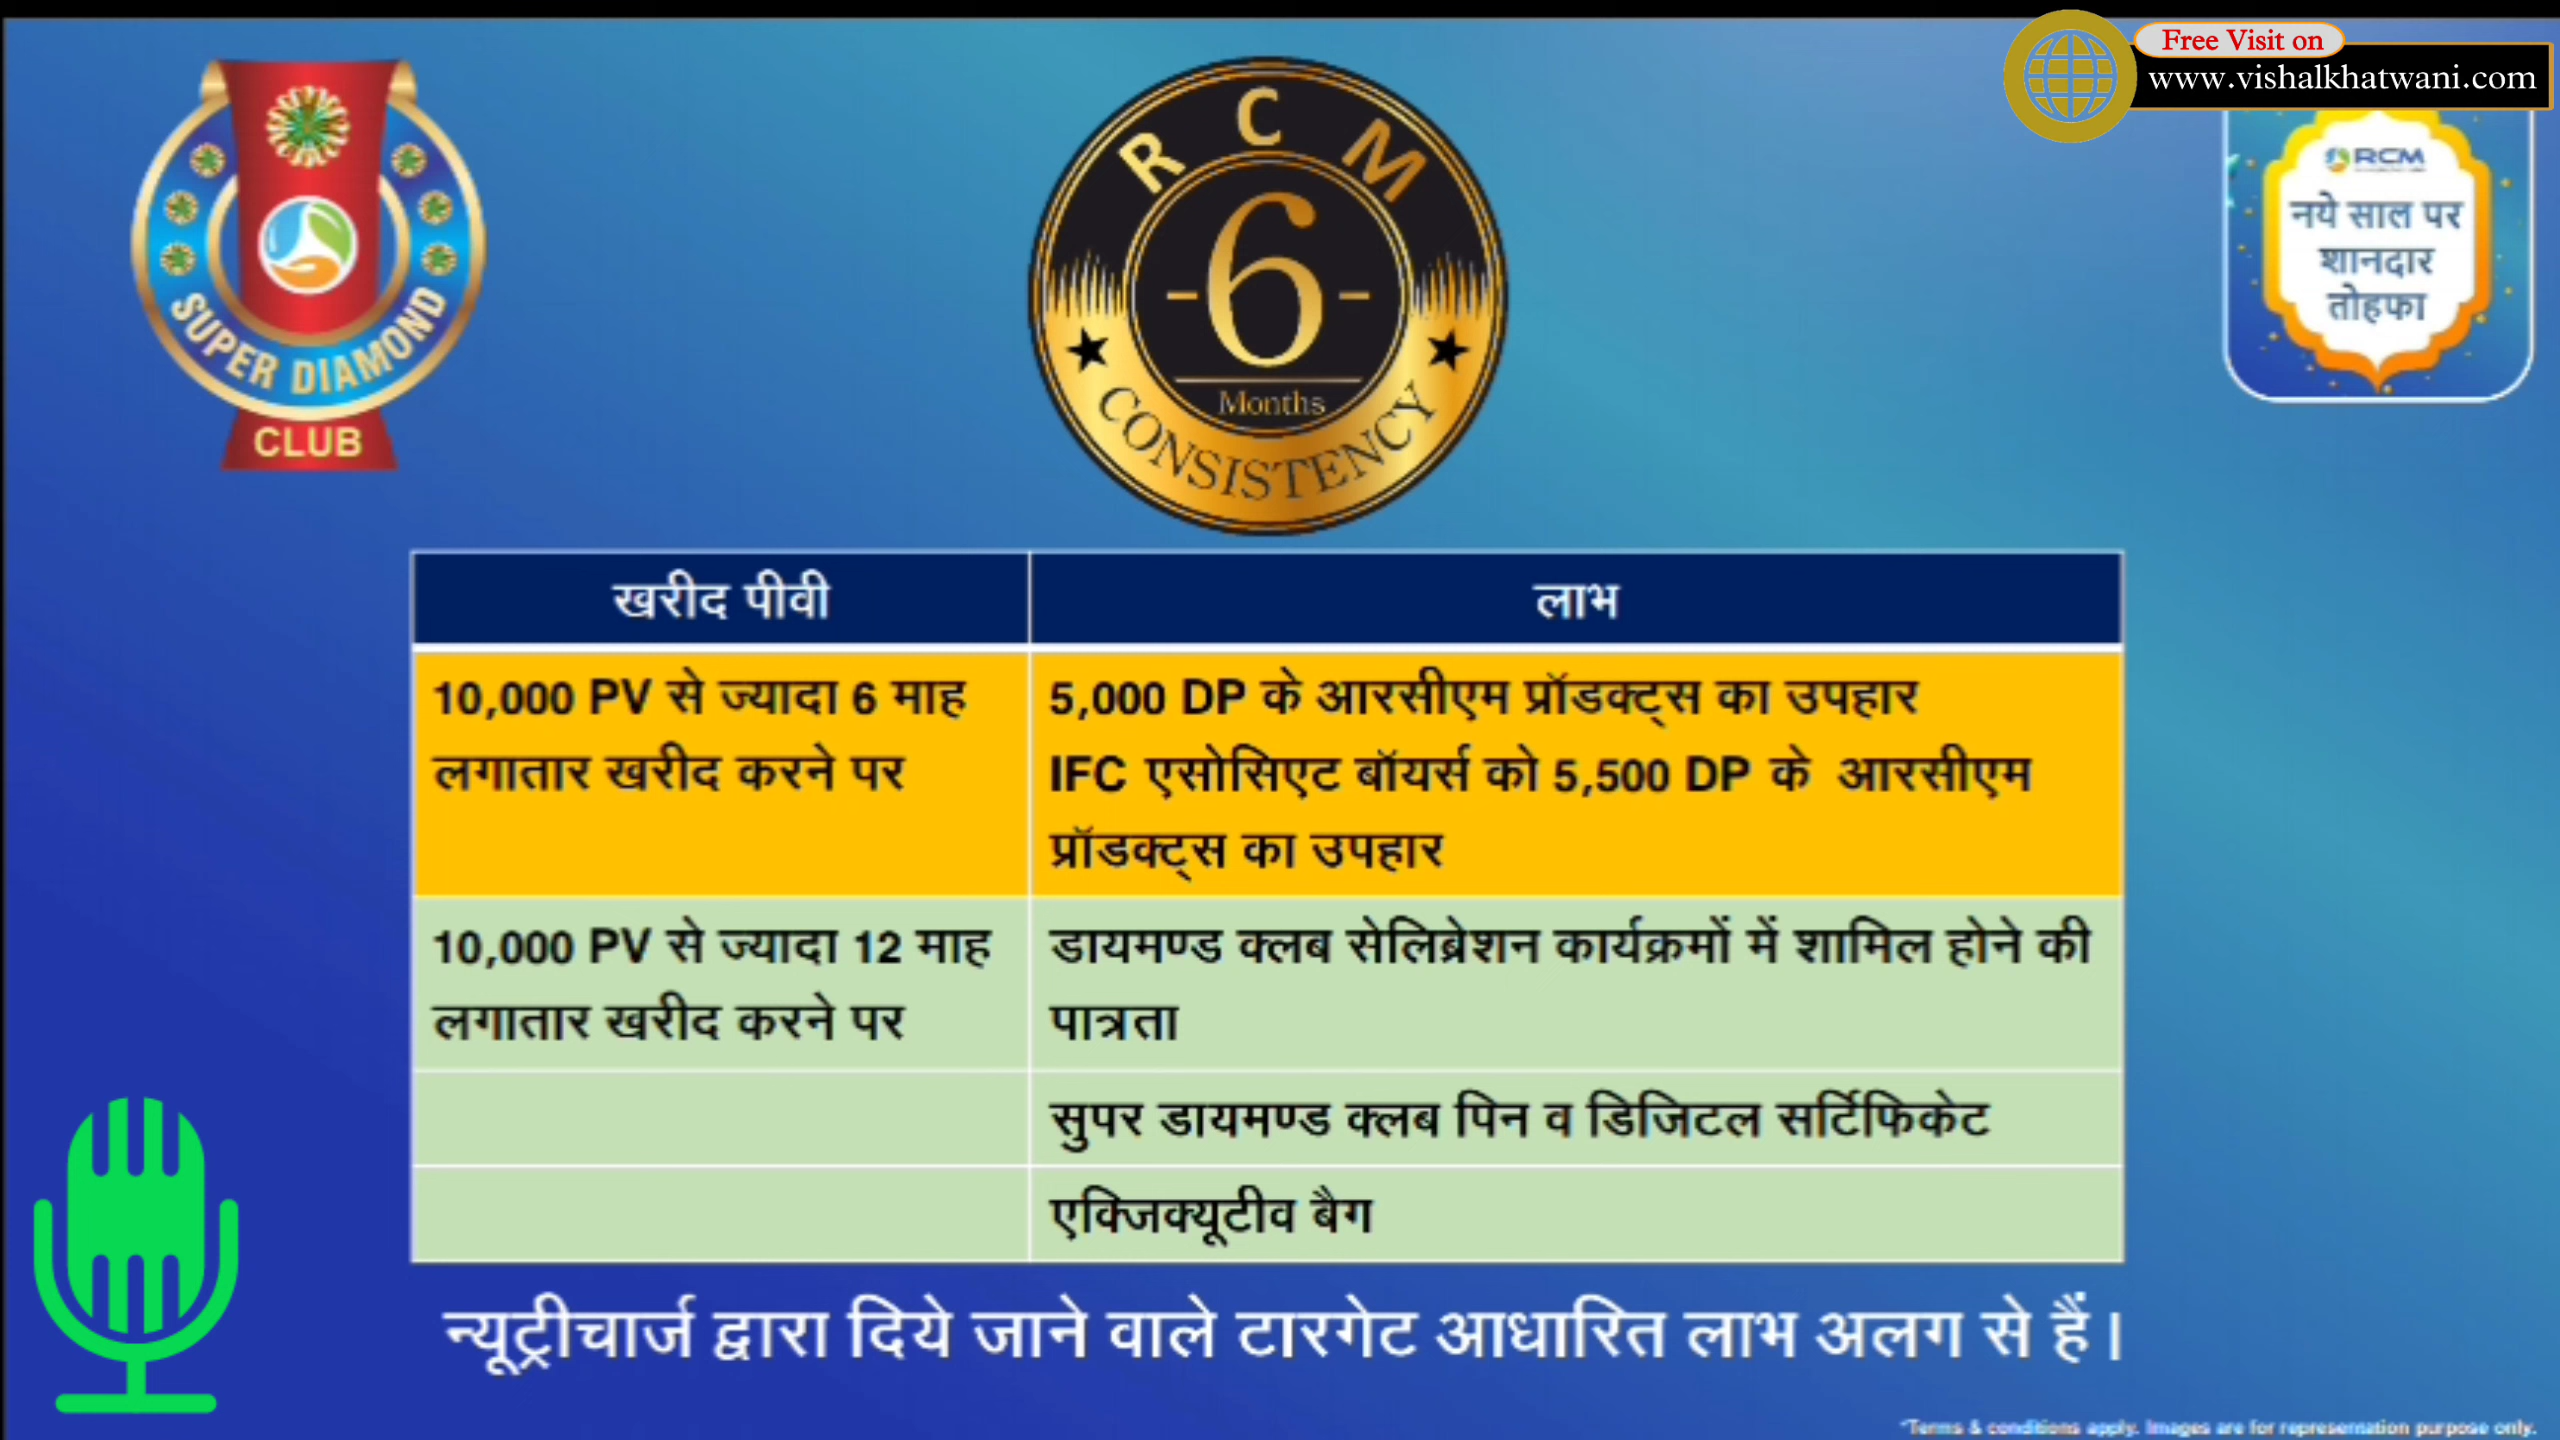 Free Visit on
www.vishalkhatwani.com
SUPER DIAMOND
CLUB
R C M
-6-
Months
CONSISTENCY
RCM
नये साल पर
शानदार
तोहफा
खरीद पीवी
लाभ
10,000 PV से ज्यादा 6 माह
लगातार खरीद करने पर
5,000 DP के आरसीएम प्रॉडक्ट्स का उपहार
IFC एसोसिएट बॉयर्स को 5,500 DP के आरसीएम
प्रॉडक्ट्स का उपहार
10,000 PV से ज्यादा 12 माह
लगातार खरीद करने पर
डायमण्ड क्लब सेलिब्रेशन कार्यक्रमों में शामिल होने की
पात्रता
सुपर डायमण्ड क्लब पिन व डिजिटल सर्टिफिकेट
एक्जिक्यूटीव बैग
न्यूट्रीचार्ज द्वारा दिये जाने वाले टारगेट आधारित लाभ अलग से हैं।
*Terms & conditions apply. Images are for representation purpose only.